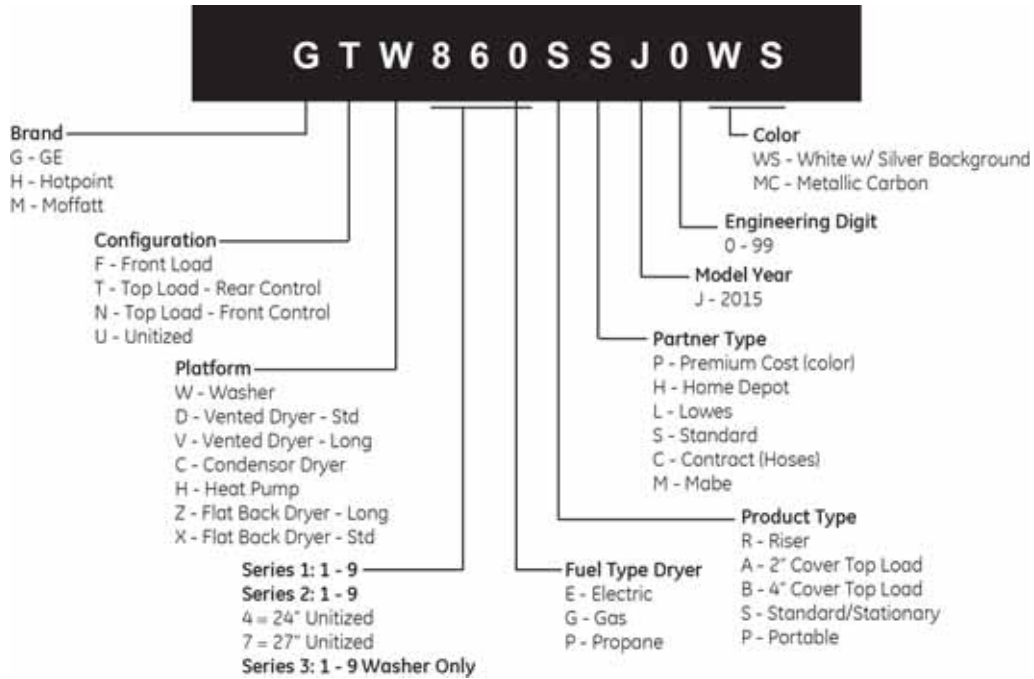 G T W 8 6 0 S S J 0 W S
Brand
G - GE
H - Hotpoint
M - Moffatt
Configuration
F - Front Load
T - Top Load - Rear Control
N - Top Load - Front Control
U - Unitized
Platform
W - Washer
D - Vented Dryer - Std
V - Vented Dryer - Long
C - Condensor Dryer
H - Heat Pump
Z - Flat Back Dryer - Long
X - Flat Back Dryer - Std
Series 1: 1 - 9
Series 2: 1 - 9
4 = 24" Unitized
7 = 27" Unitized
Series 3: 1 - 9 Washer Only
Fuel Type Dryer
E - Electric
G - Gas
P - Propane
Product Type
R - Riser
A - 2" Cover Top Load
B - 4" Cover Top Load
S - Standard/Stationary
P - Portable
Partner Type
P - Premium Cost (color)
H - Home Depot
L - Lowes
S - Standard
C - Contract (Hoses)
M - Mabe
Model Year
J - 2015
Engineering Digit
0 - 99
Color
WS - White w/ Silver Background
MC - Metallic Carbon